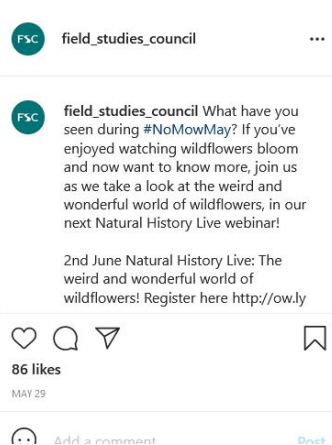 FSC field_studies_council
FSC field_studies_council What have you
seen during #NoMowMay? If you've
enjoyed watching wildflowers bloom
and now want to know more, join us
as we take a look at the weird and
wonderful world of wildflowers, in our
next Natural History Live webinar!
2nd June Natural History Live: The
weird and wonderful world of
wildflowers! Register here http://ow.ly
86 likes
MAY 29
Add a comment
Post